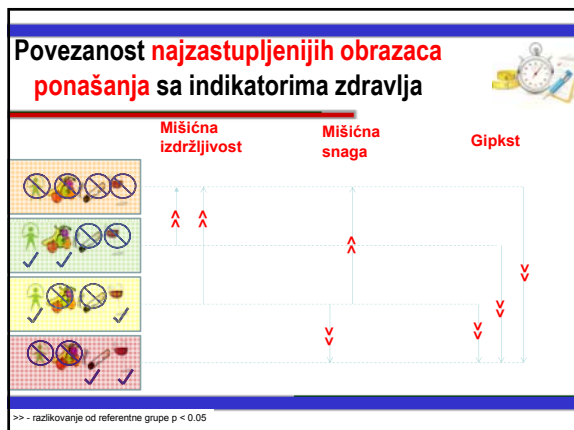 Povezanost najzastupljenijih obrazaca
ponašanja sa indikatorima zdravlja
Mišićna
izdržljivost
Mišićna
snaga
Gipkst
>>
>>
>>
>>
>>
>>
>>
>> - razlikovanje od referentne grupe p < 0.05